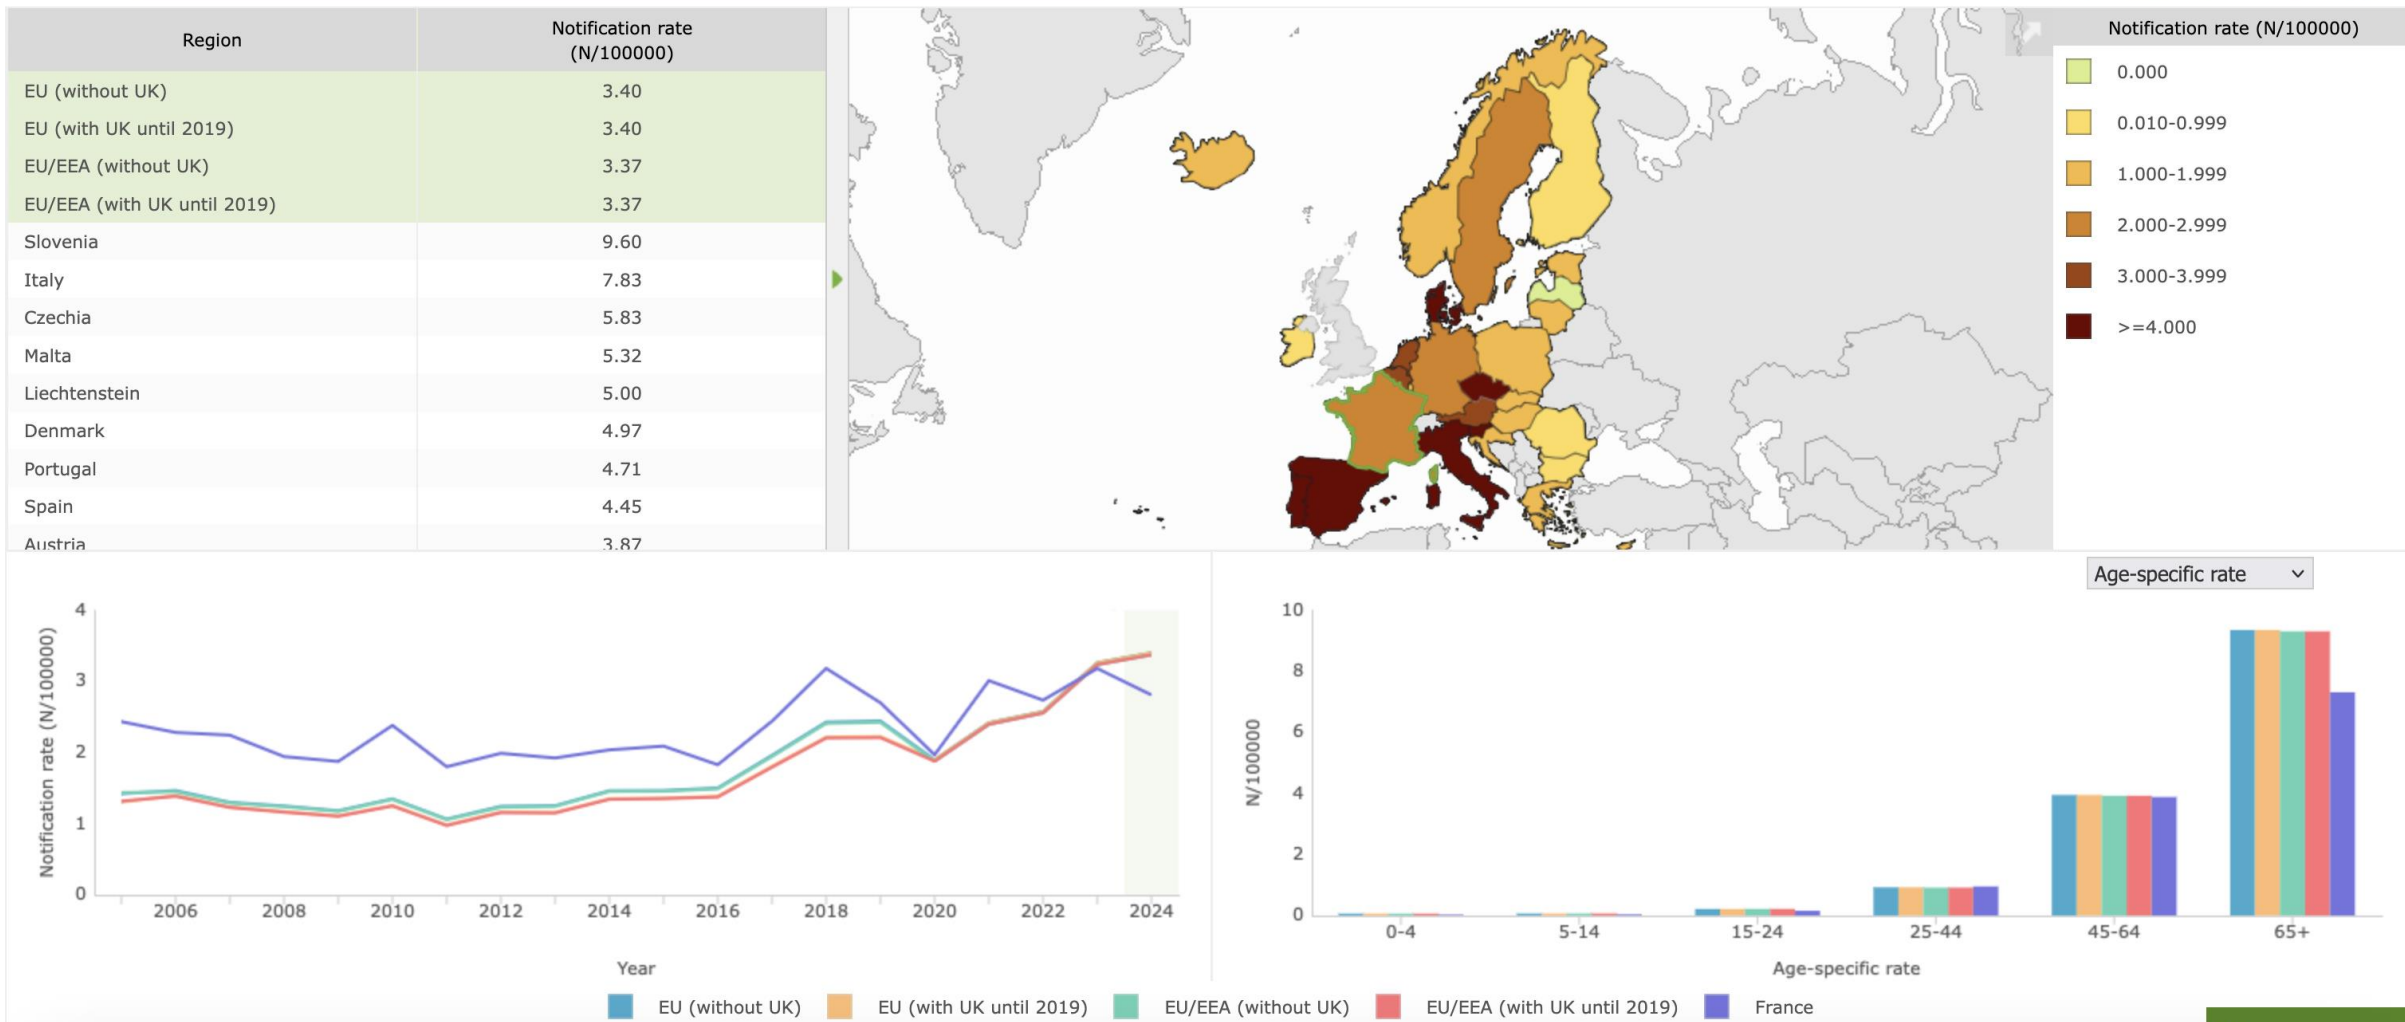 Region
Notification rate
(N/100000)
EU (without UK) 3.40
EU (with UK until 2019) 3.40
EU/EEA (without UK) 3.37
EU/EEA (with UK until 2019) 3.37
Slovenia 9.60
Italy 7.83
Czechia 5.83
Malta 5.32
Liechtenstein 5.00
Denmark 4.97
Portugal 4.71
Spain 4.45
Austria 3.87
Notification rate (N/100000)
0.000
0.010-0.999
1.000-1.999
2.000-2.999
3.000-3.999
>=4.000
Notification rate (N/100000)
4
3
2
1
0
2006 2008 2010 2012 2014 2016 2018 2020 2022 2024
Year
Age-specific rate
N/100000
10
8
6
4
2
0
0-4 5-14 15-24 25-44 45-64 65+
Age-specific rate
EU (without UK) EU (with UK until 2019) EU/EEA (without UK) EU/EEA (with UK until 2019) France